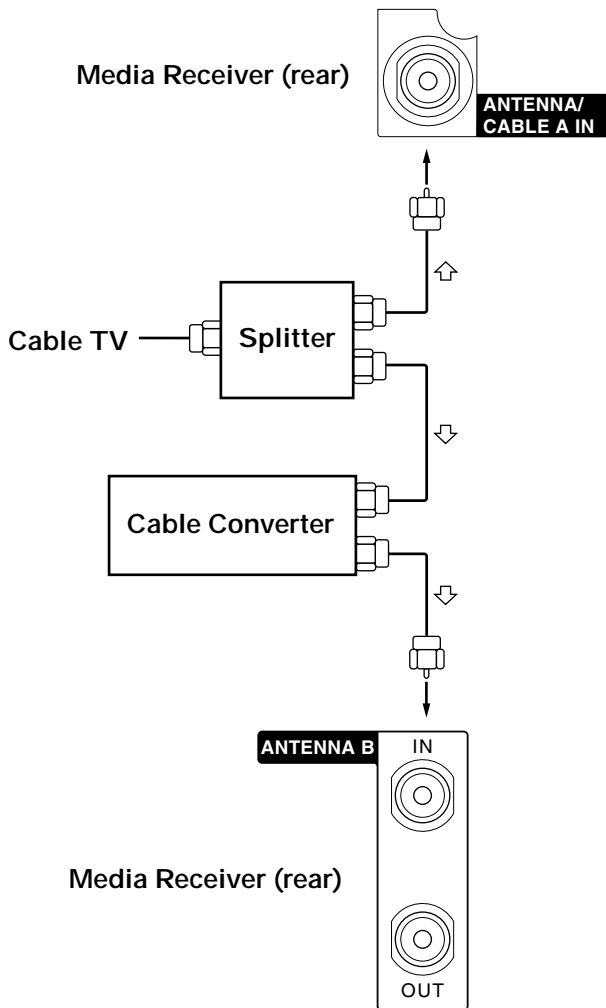 Media Receiver (rear)
ANTENNA/
CABLE A IN
Cable TV
Splitter
Cable Converter
ANTENNA B
IN
Media Receiver (rear)
OUT